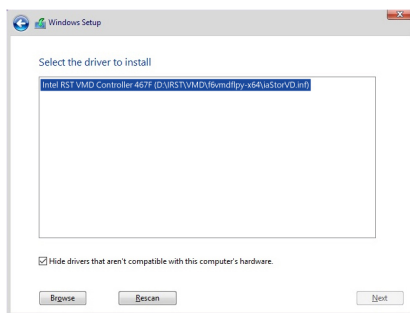 Windows Setup
Select the driver to install
Intel RST VMD Controller 467F (D:\IRST\VMD\f6vmdflpy-x64\iaStorVD.inf)
Hide drivers that aren't compatible with this computer's hardware.
Browse
Rescan
Next